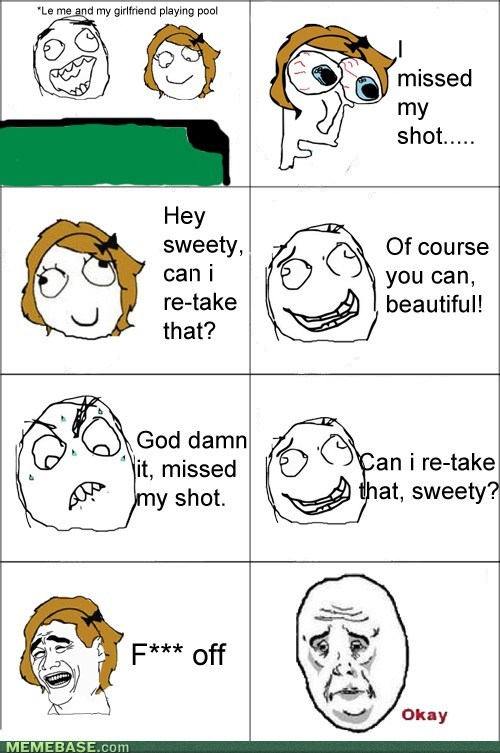 *Le me and my girlfriend playing pool
I
missed
my
shot.....
Hey
sweety,
can i
re-take
that?
Of course
you can,
beautiful!
God damn
it, missed
my shot.
Can i re-take
that, sweety?
F*** off
Okay
MEMEBASE.com